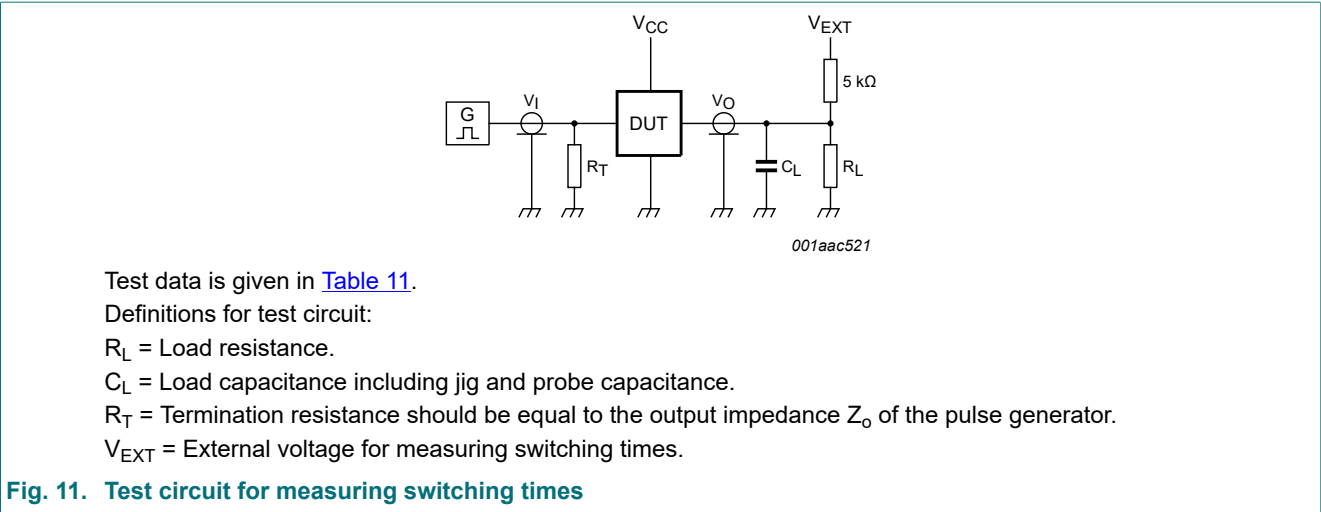 VCC VEXT
5 kΩ
G VI DUT VO
RT CL RL
001aac521
Test data is given in Table 11.
Definitions for test circuit:
RL = Load resistance.
CL = Load capacitance including jig and probe capacitance.
RT = Termination resistance should be equal to the output impedance Zo of the pulse generator.
VEXT = External voltage for measuring switching times.
Fig. 11. Test circuit for measuring switching times